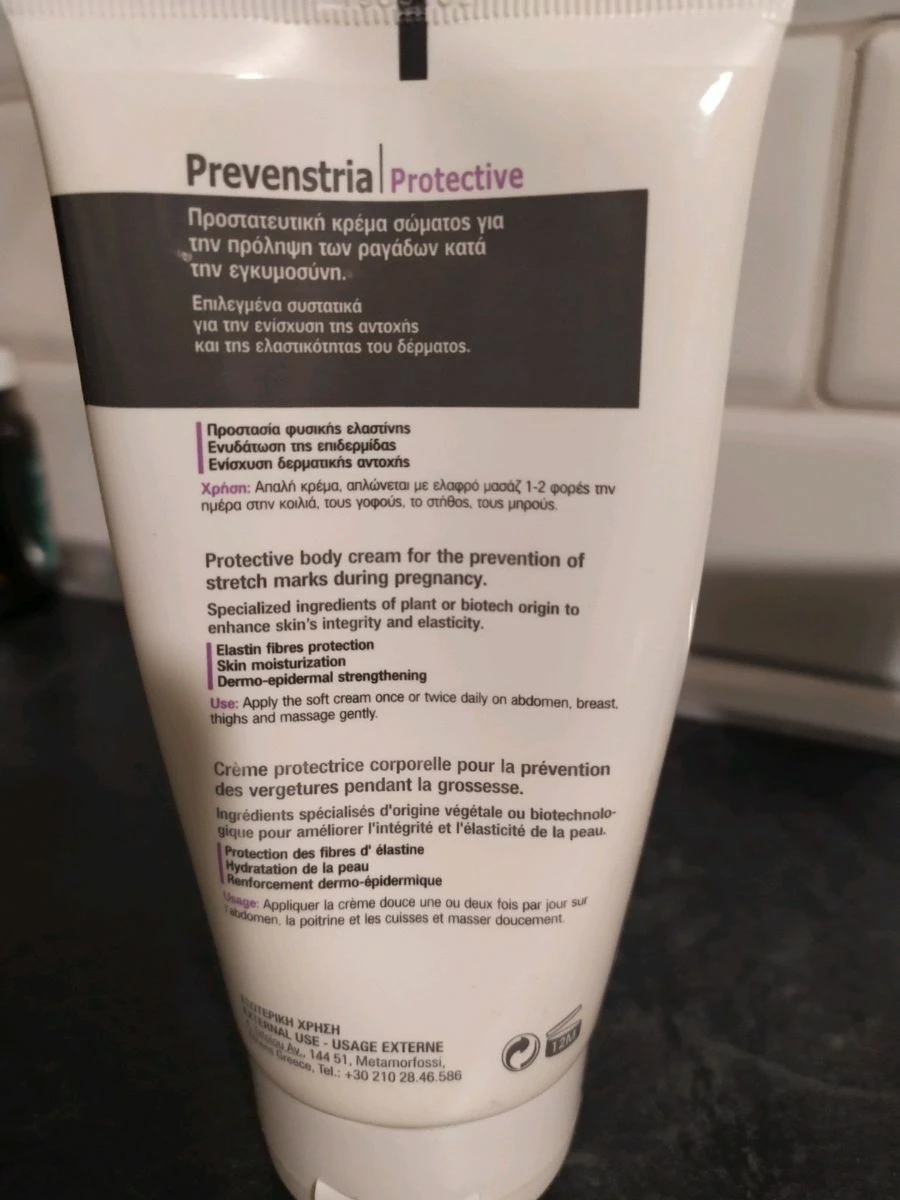 Prevenstria | Protective
Προστατευτική κρέμα σώματος για
την πρόληψη των ραγάδων κατά
την εγκυμοσύνη.
Επιλεγμένα συστατικά
για την ενίσχυση της αντοχής
και της ελαστικότητας του δέρματος.
Προστασία φυσικής ελαστίνης
Ενυδάτωση της επιδερμίδας
Ενίσχυση δερματικής αντοχής
Χρήση: Απαλή κρέμα, απλώνεται με ελαφρό μασάζ 1-2 φορές την
ημέρα στην κοιλιά, τους γοφούς, το στήθος, τους μηρούς.
Protective body cream for the prevention of
stretch marks during pregnancy.
Specialized ingredients of plant or biotech origin to
enhance skin's integrity and elasticity.
Elastin fibres protection
Skin moisturization
Dermo-epidermal strengthening
Use: Apply the soft cream once or twice daily on abdomen, breast,
thighs and massage gently.
Crème protectrice corporelle pour la prévention
des vergetures pendant la grossesse.
Ingrédients spécialisés d'origine végétale ou biotechnolo-
gique pour améliorer l'intégrité et l'élasticité de la peau.
Protection des fibres d' élastine
Hydratation de la peau
Renforcement dermo-épidermique
Usage: Appliquer la crème douce une ou deux fois par jour sur
l'abdomen, la poitrine et les cuisses et masser doucement.
ΧΡΗΣΗ
USE - USAGE EXTERNE
Av., 144 51, Metamorfossi,
Greece, Tel.: +30 210 28.46.586
12M